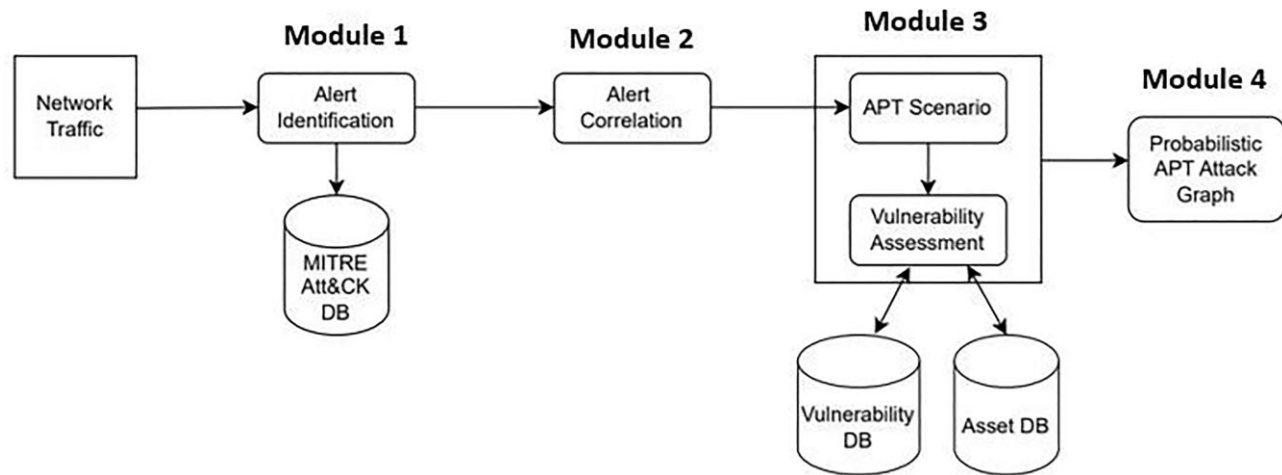 Module 1
Module 2
Module 3
Module 4
Network
Traffic
Alert
Identification
Alert
Correlation
APT Scenario
Probabilistic
APT Attack
Graph
Vulnerability
Assessment
MITRE
Att&CK
DB
Vulnerability
DB
Asset DB